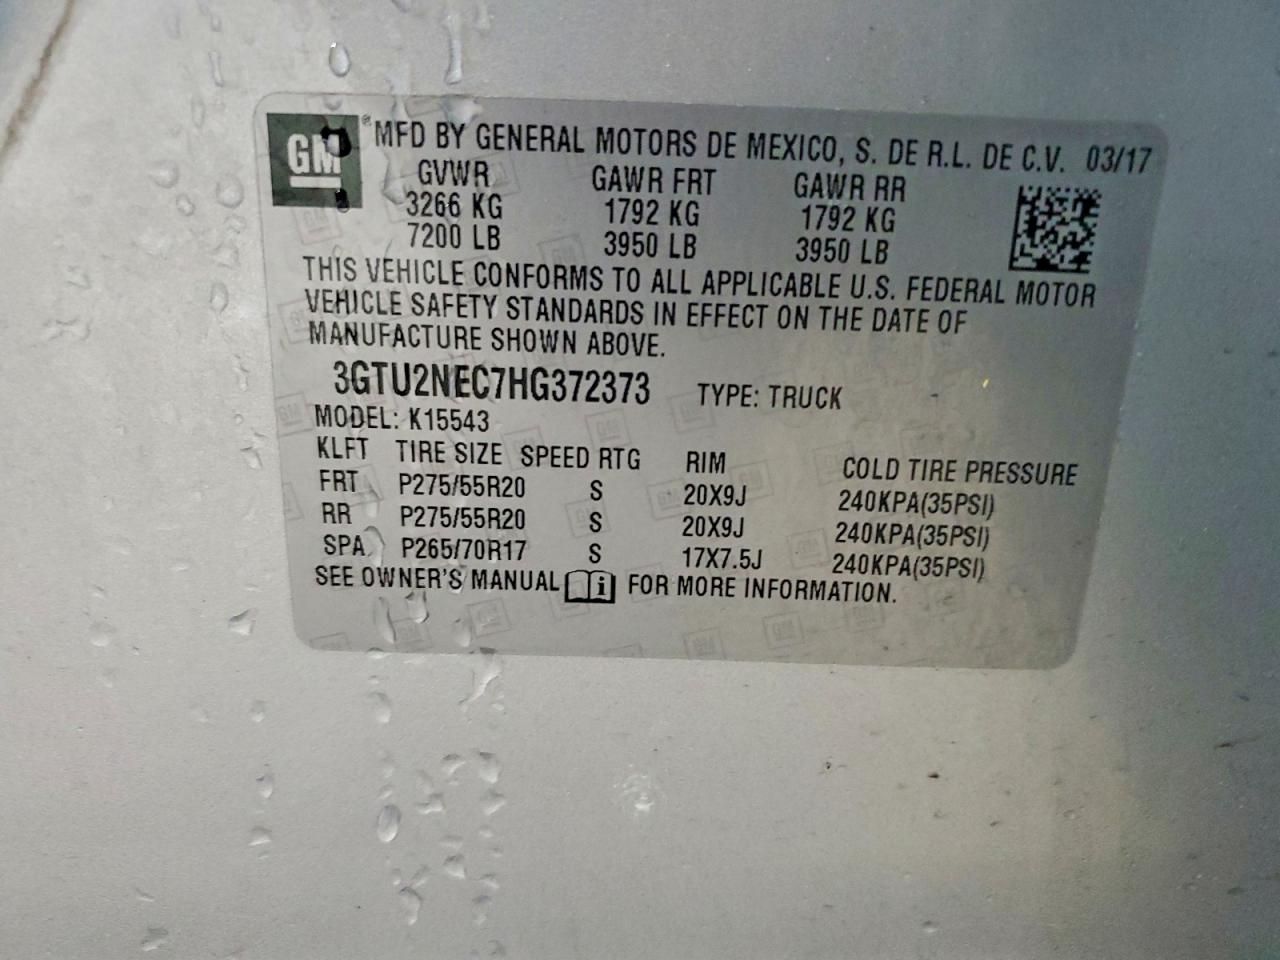 GM ® MFD BY GENERAL MOTORS DE MEXICO, S. DE R.L. DE C.V. 03/17
GVWR GAWR FRT GAWR RR
3266 KG 1792 KG 1792 KG
7200 LB 3950 LB 3950 LB
THIS VEHICLE CONFORMS TO ALL APPLICABLE U.S. FEDERAL MOTOR
VEHICLE SAFETY STANDARDS IN EFFECT ON THE DATE OF
MANUFACTURE SHOWN ABOVE.
3GTU2NEC7HG372373 TYPE: TRUCK
MODEL: K15543
KLFT TIRE SIZE SPEED RTG RIM COLD TIRE PRESSURE
FRT P275/55R20 S 20X9J 240KPA(35PSI)
RR P275/55R20 S 20X9J 240KPA(35PSI)
SPA P265/70R17 S 17X7.5J 240KPA(35PSI)
SEE OWNER'S MANUAL i FOR MORE INFORMATION.